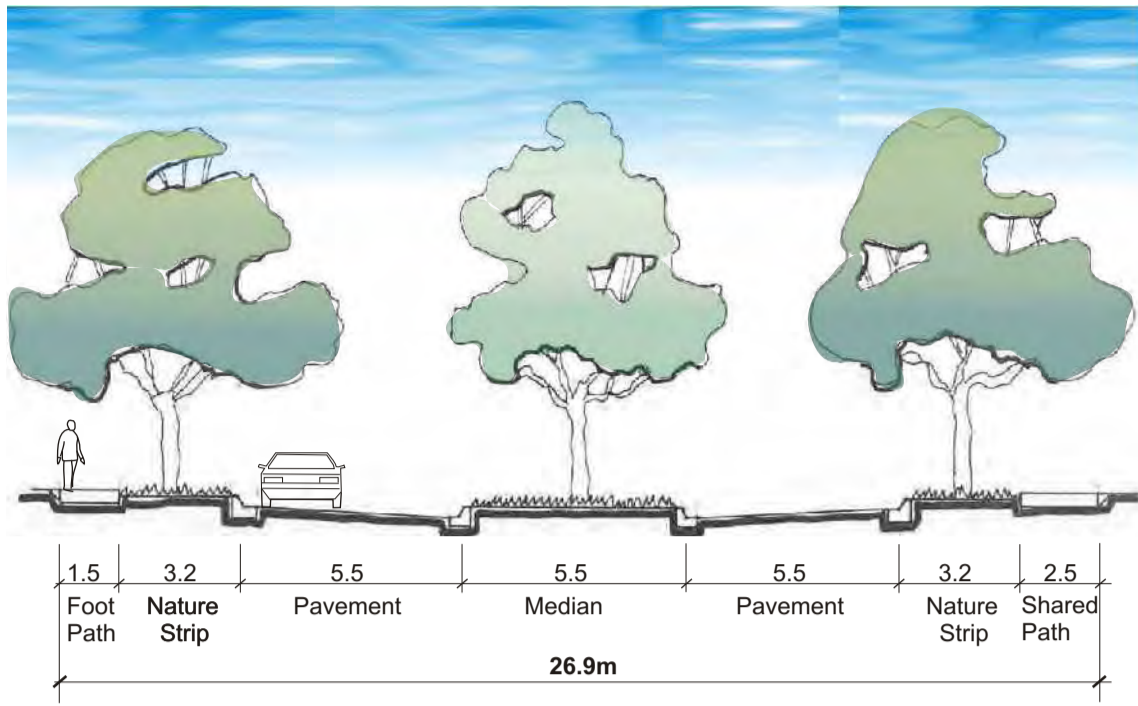 1.5 3.2 5.5 5.5 5.5 3.2 2.5
Foot Nature Pavement Median Pavement Nature Shared
Path Strip Strip Path
26.9m